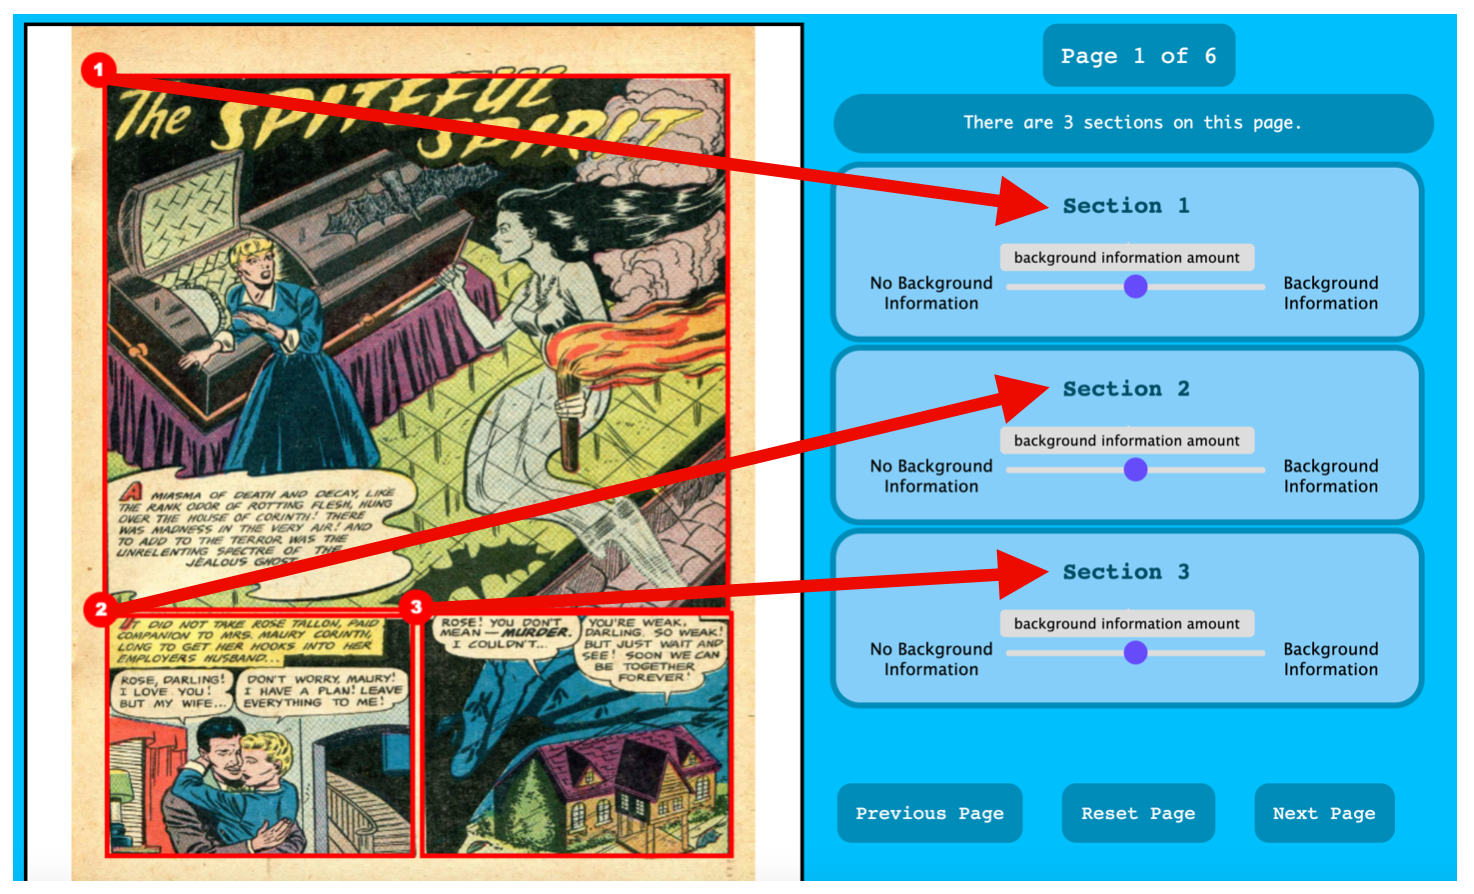 1
The SPITEFUL
SPIRIT
A MIASMA OF DEATH AND DECAY, LIKE
THE RANK ODOR OF ROTTING FLESH, HUNG
OVER THE HOUSE OF CORINTH! THERE
WAS MADNESS IN THE VERY AIR! AND
TO ADD TO THE TERROR WAS THE
UNRELENTING SPECTRE OF THE
JEALOUS GHOST
2
IT DID NOT TAKE ROSE TALLON, PAID
COMPANION TO MRS. MAURY CORINTH,
LONG TO GET HER HOOKS INTO HER
EMPLOYERS HUSBAND...
ROSE, DARLING!
I LOVE YOU!
BUT MY WIFE...
DON'T WORRY, MAURY!
I HAVE A PLAN! LEAVE
EVERYTHING TO ME!
3
ROSE! YOU DON'T
MEAN — MURDER.
I COULDN'T...
YOU'RE WEAK,
DARLING. SO WEAK!
BUT JUST WAIT AND
SEE! SOON WE CAN
BE TOGETHER
FOREVER!
Page 1 of 6
There are 3 sections on this page.
Section 1
background information amount
No Background
Information
Background
Information
Section 2
background information amount
No Background
Information
Background
Information
Section 3
background information amount
No Background
Information
Background
Information
Previous Page
Reset Page
Next Page